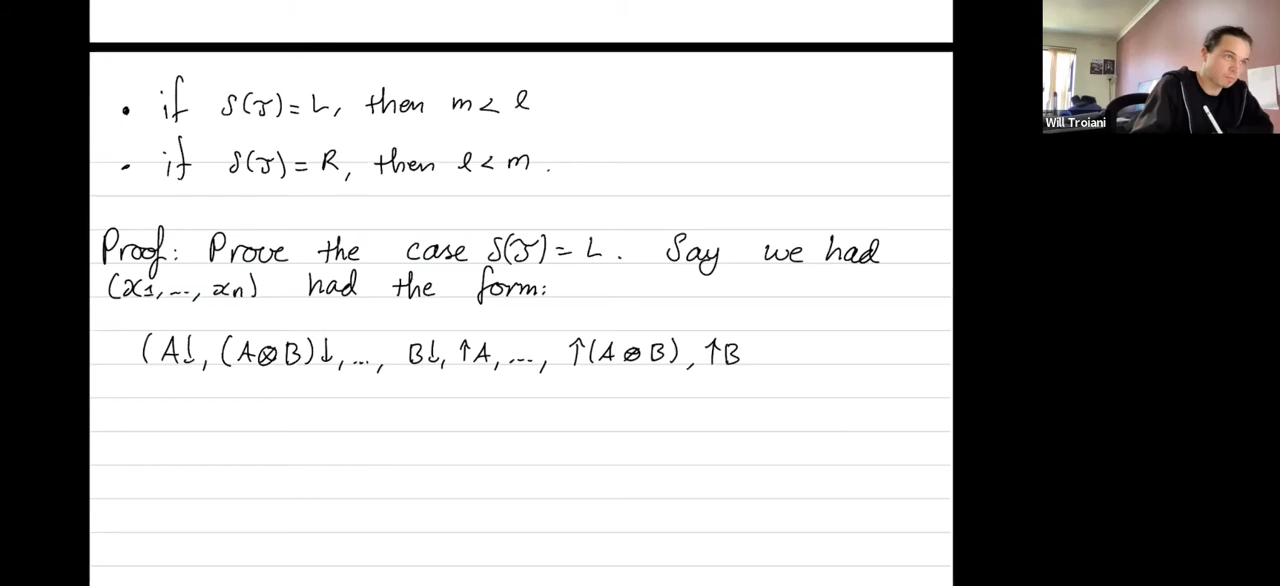 • if S(τ) = L, then m < l
• if S(τ) = R, then l < m.
Will Troiani
Proof: Prove the case S(τ) = L. Say we had
(x1, ..., xn) had the form:
(A↓, (A⊗B)↓, ..., B↓, ↑A, ..., ↑(A⊗B), ↑B